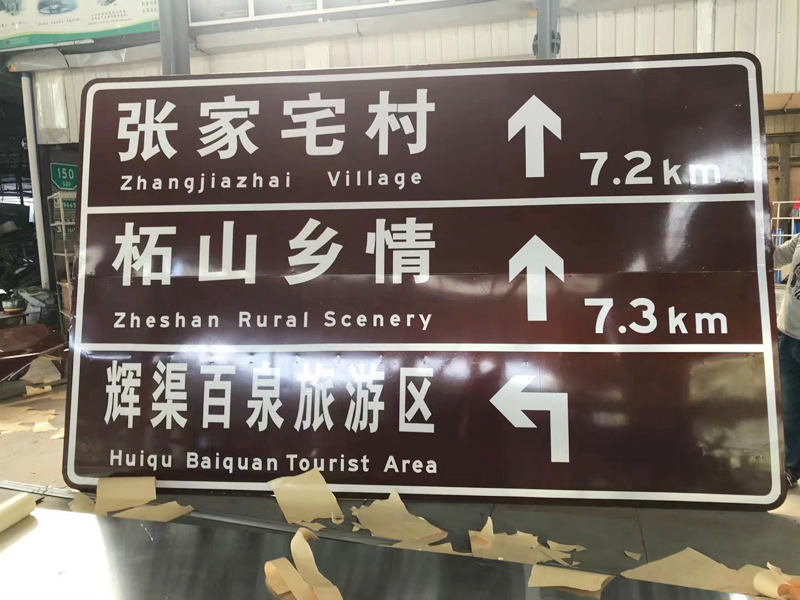 张家宅村
Zhangjiazhai Village
7.2km
柘山乡情
Zheshan Rural Scenery
7.3km
辉渠百泉旅游区
Huiqu Baiquan Tourist Area
150